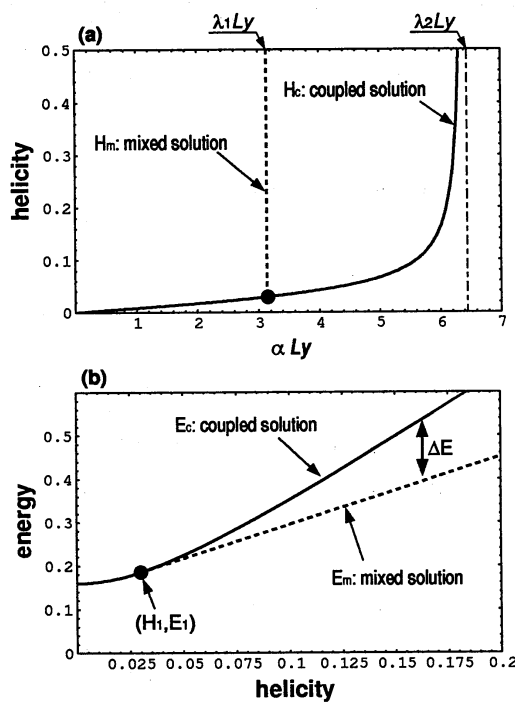 (a)
λ1Ly
λ2Ly
0.5
0.4
0.3
0.2
0.1
0
helicity
Hm: mixed solution
Hc: coupled solution
1 2 3 4 5 6 7
α Ly
(b)
0.5
0.4
0.3
0.2
0.1
0
energy
Ec: coupled solution
ΔE
Em: mixed solution
(H1,E1)
0.025 0.05 0.075 0.1 0.125 0.15 0.175 0.2
helicity